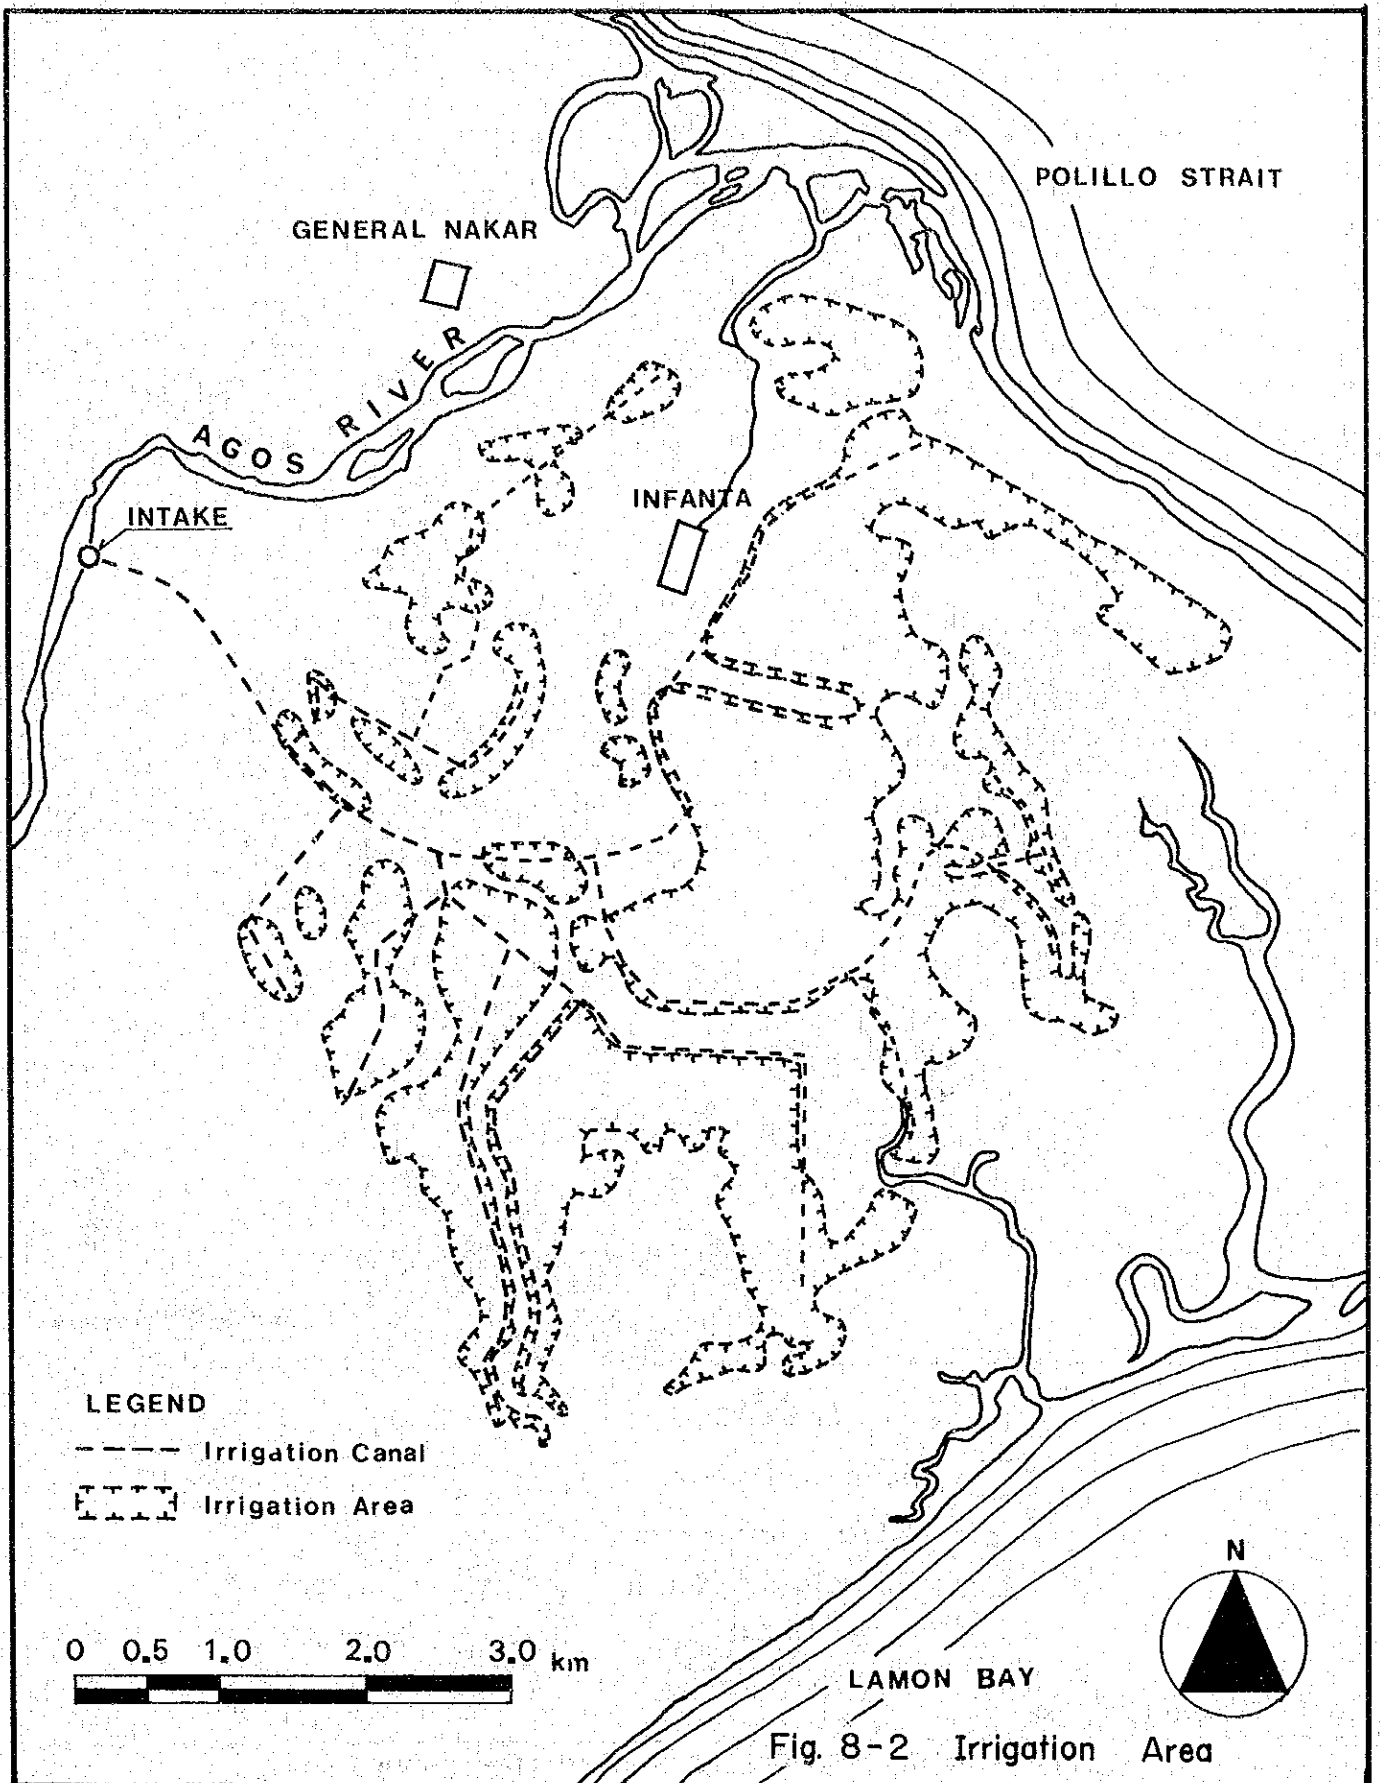 POLILLO STRAIT
GENERAL NAKAR
AGOS RIVER
INFANTA
INTAKE
LEGEND
Irrigation Canal
Irrigation Area
N
0 0.5 1.0 2.0 3.0 km
LAMON BAY
Fig. 8-2 Irrigation Area